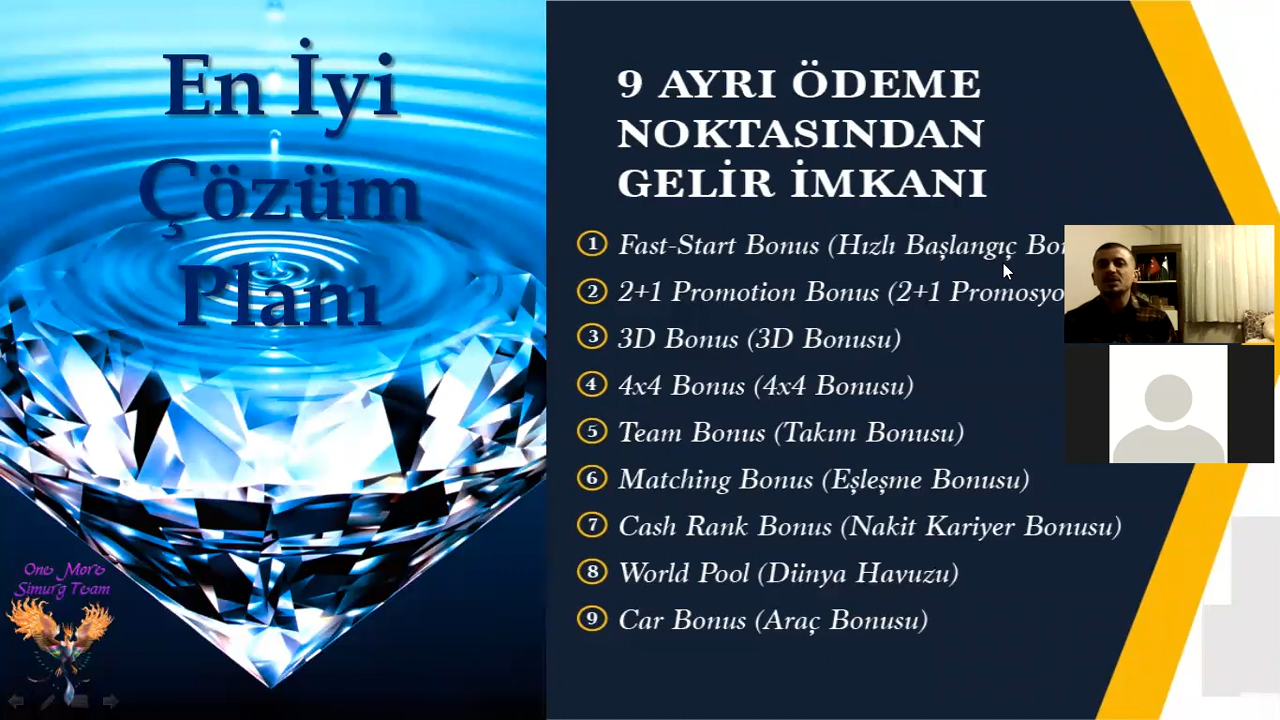 En İyi
Çözüm
Planı
One More
Simurg Team
9 AYRI ÖDEME
NOKTASINDAN
GELİR İMKANI
1 Fast-Start Bonus (Hızlı Başlangıç
2 2+1 Promotion Bonus (2+1
3 3D Bonus (3D Bonusu)
4 4x4 Bonus (4x4 Bonusu)
5 Team Bonus (Takım Bonusu)
6 Matching Bonus (Eşleşme Bonusu)
7 Cash Rank Bonus (Nakit Kariyer Bonusu)
8 World Pool (Dünya Havuzu)
9 Car Bonus (Araç Bonusu)